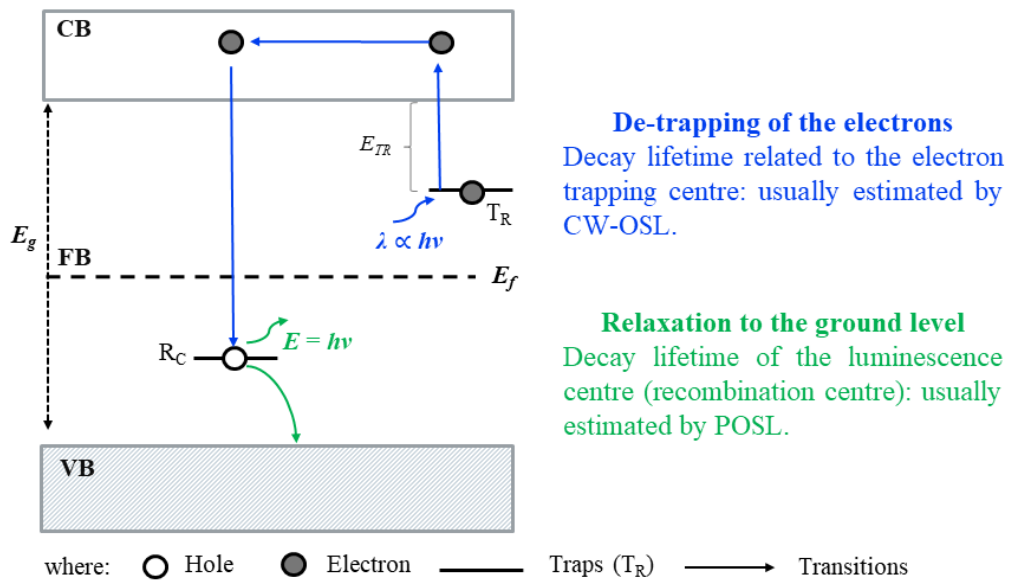 CB
E_TR
T_R
λ ∝ hν
E_g
FB
E_f
R_C
E = hν
VB
De-trapping of the electrons
Decay lifetime related to the electron
trapping centre: usually estimated by
CW-OSL.
Relaxation to the ground level
Decay lifetime of the luminescence
centre (recombination centre): usually
estimated by POSL.
where: Hole Electron Traps (T_R) Transitions